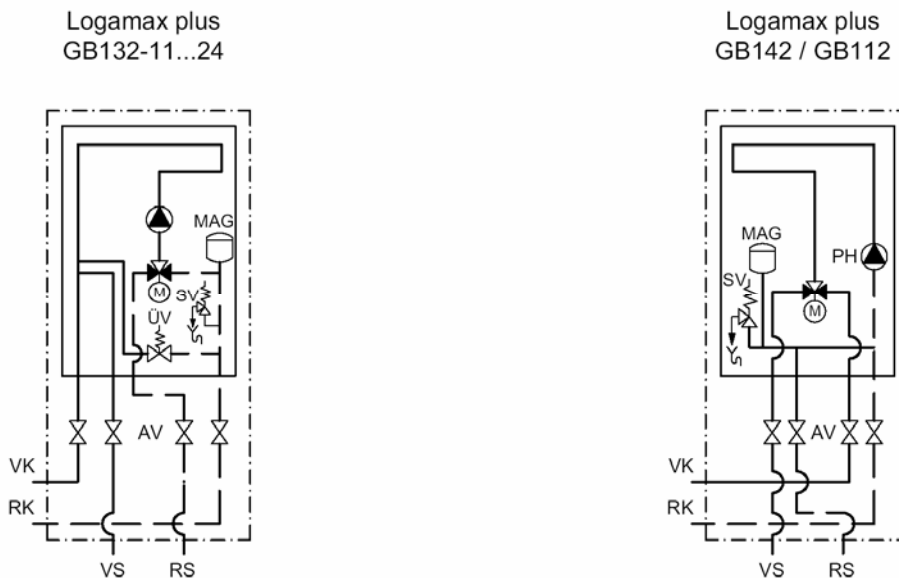 Logamax plus
GB132-11...24
MAG
M
SV
ÜV
AV
VK
RK
VS
RS
Logamax plus
GB142 / GB112
MAG
PH
SV
M
AV
VK
RK
VS
RS